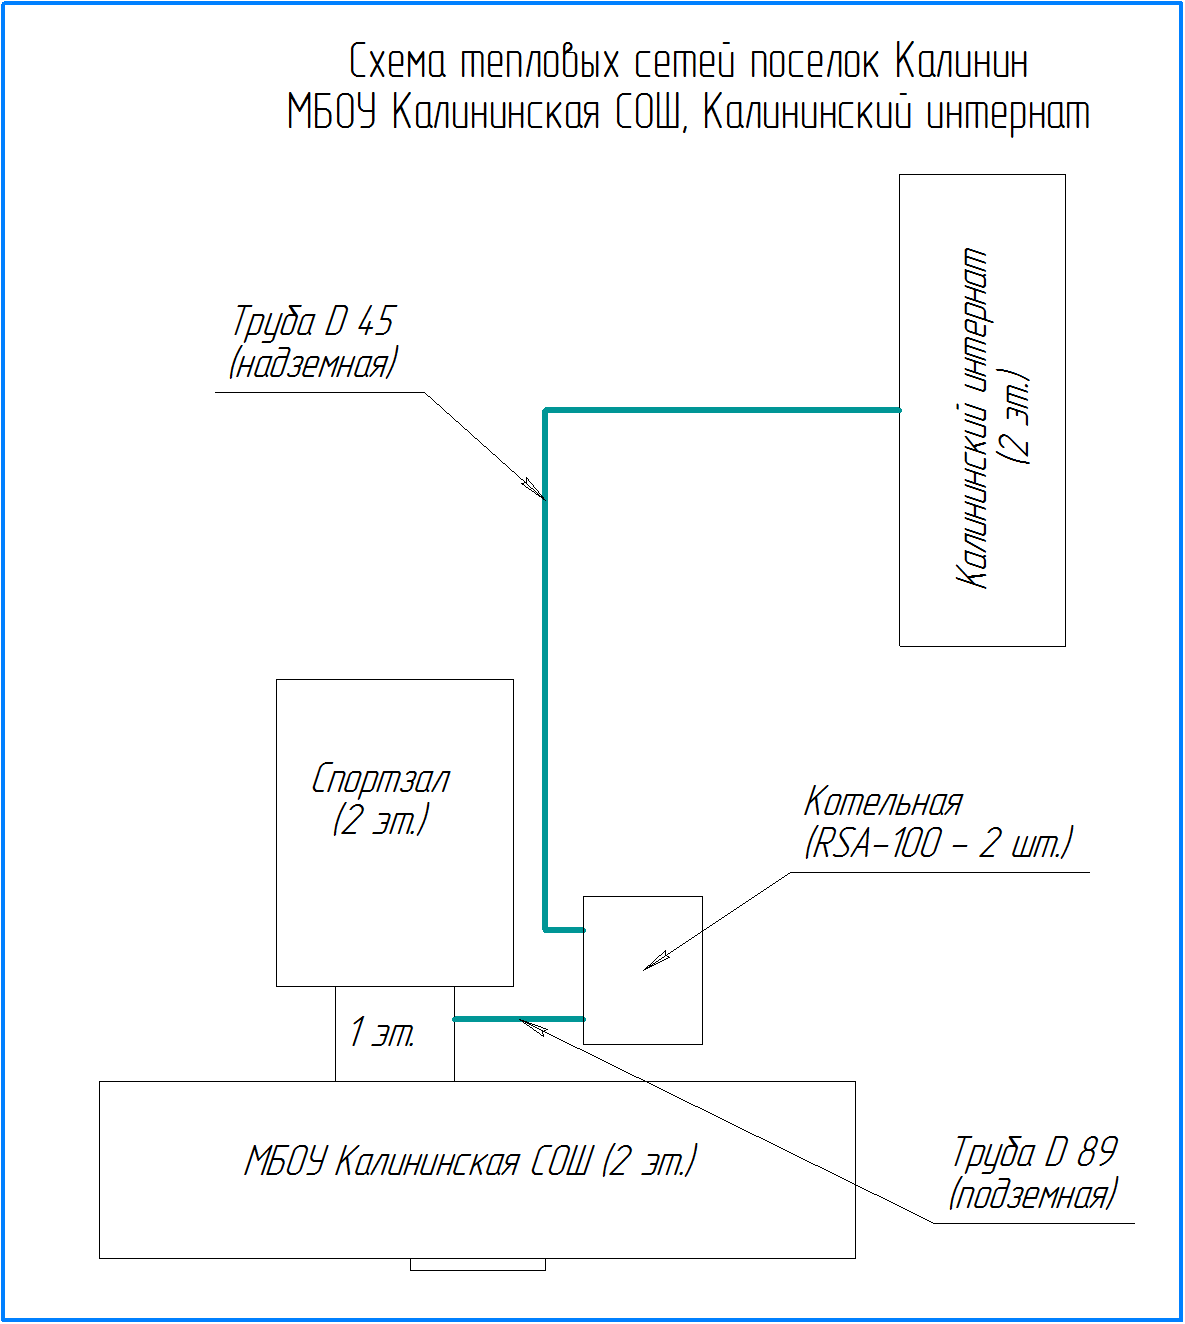 Схема тепловых сетей поселок Калинин
МБОУ Калининская СОШ, Калининский интернат
Калининский интернат
(2 эт.)
Труба D 45
(надземная)
Спортзал
(2 эт.)
Котельная
(RSA-100 - 2 шт.)
1 эт.
МБОУ Калининская СОШ (2 эт.)
Труба D 89
(подземная)